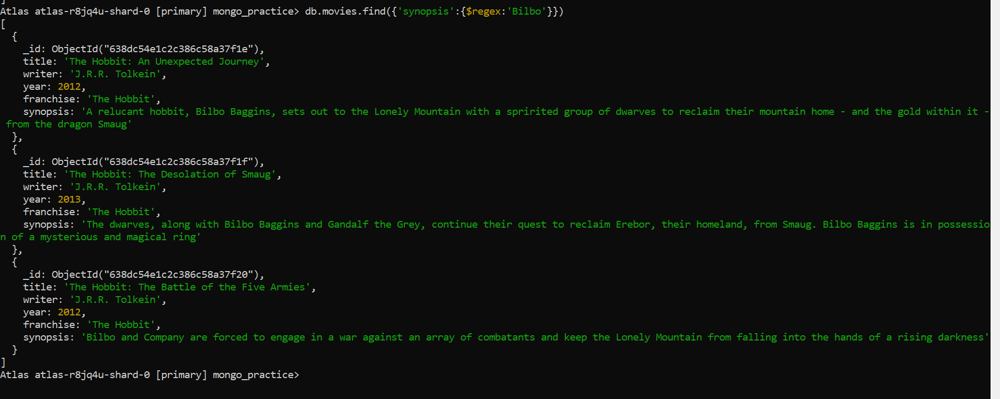 ]
Atlas atlas-r8jq4u-shard-0 [primary] mongo_practice> db.movies.find({'synopsis':{$regex:'Bilbo'}})
[
  {
    _id: ObjectId("638dc54e1c2c386c58a37f1e"),
    title: 'The Hobbit: An Unexpected Journey',
    writer: 'J.R.R. Tolkein',
    year: 2012,
    franchise: 'The Hobbit',
    synopsis: 'A relucant hobbit, Bilbo Baggins, sets out to the Lonely Mountain with a spririted group of dwarves to reclaim their mountain home - and the gold within it -
 from the dragon Smaug'
  },
  {
    _id: ObjectId("638dc54e1c2c386c58a37f1f"),
    title: 'The Hobbit: The Desolation of Smaug',
    writer: 'J.R.R. Tolkein',
    year: 2013,
    franchise: 'The Hobbit',
    synopsis: 'The dwarves, along with Bilbo Baggins and Gandalf the Grey, continue their quest to reclaim Erebor, their homeland, from Smaug. Bilbo Baggins is in possessio
n of a mysterious and magical ring'
  },
  {
    _id: ObjectId("638dc54e1c2c386c58a37f20"),
    title: 'The Hobbit: The Battle of the Five Armies',
    writer: 'J.R.R. Tolkein',
    year: 2012,
    franchise: 'The Hobbit',
    synopsis: 'Bilbo and Company are forced to engage in a war against an array of combatants and keep the Lonely Mountain from falling into the hands of a rising darkness'
  }
]
Atlas atlas-r8jq4u-shard-0 [primary] mongo_practice>